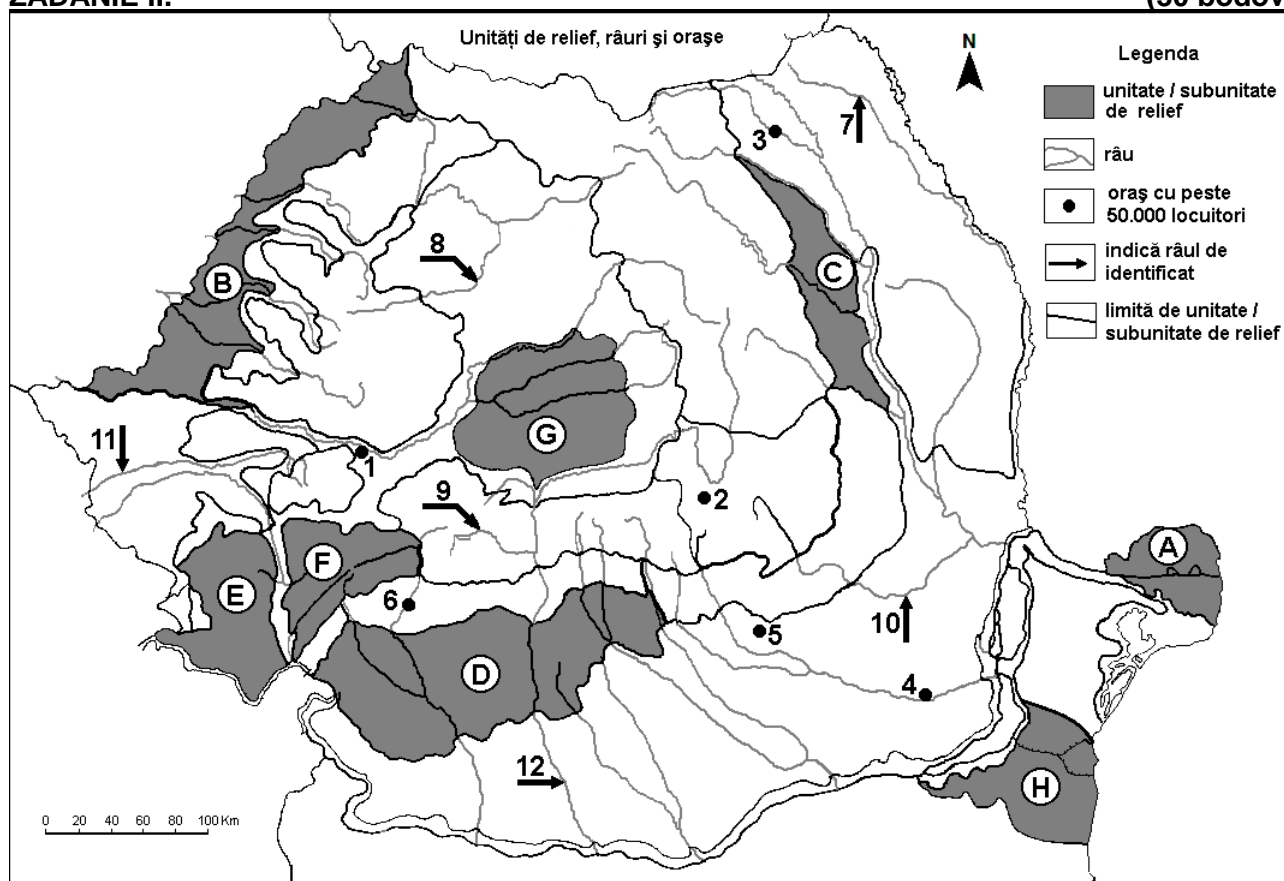 ZADANIE II.
Unităţi de relief, râuri şi oraşe
N
Legenda
unitate / subunitate
de relief
râu
oraş cu peste
50.000 locuitori
indică râul de
identificat
limită de unitate /
subunitate de relief
3
7
8
B
C
G
11
1
9
2
A
F
E
6
10
5
D
4
12
H
0 20 40 60 80 100 Km